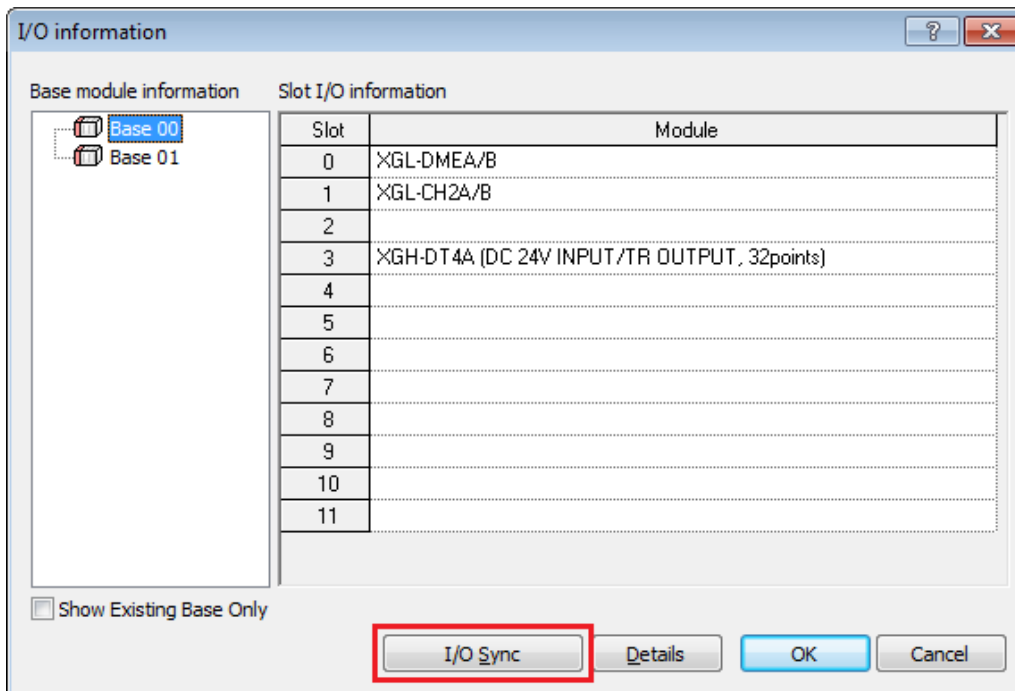 I/O information
Base module information
Base 00
Base 01
Slot I/O information
Slot Module
0 XGL-DMEA/B
1 XGL-CH2A/B
2
3 XGH-DT4A (DC 24V INPUT/TR OUTPUT, 32points)
4
5
6
7
8
9
10
11
Show Existing Base Only
I/O Sync Details OK Cancel